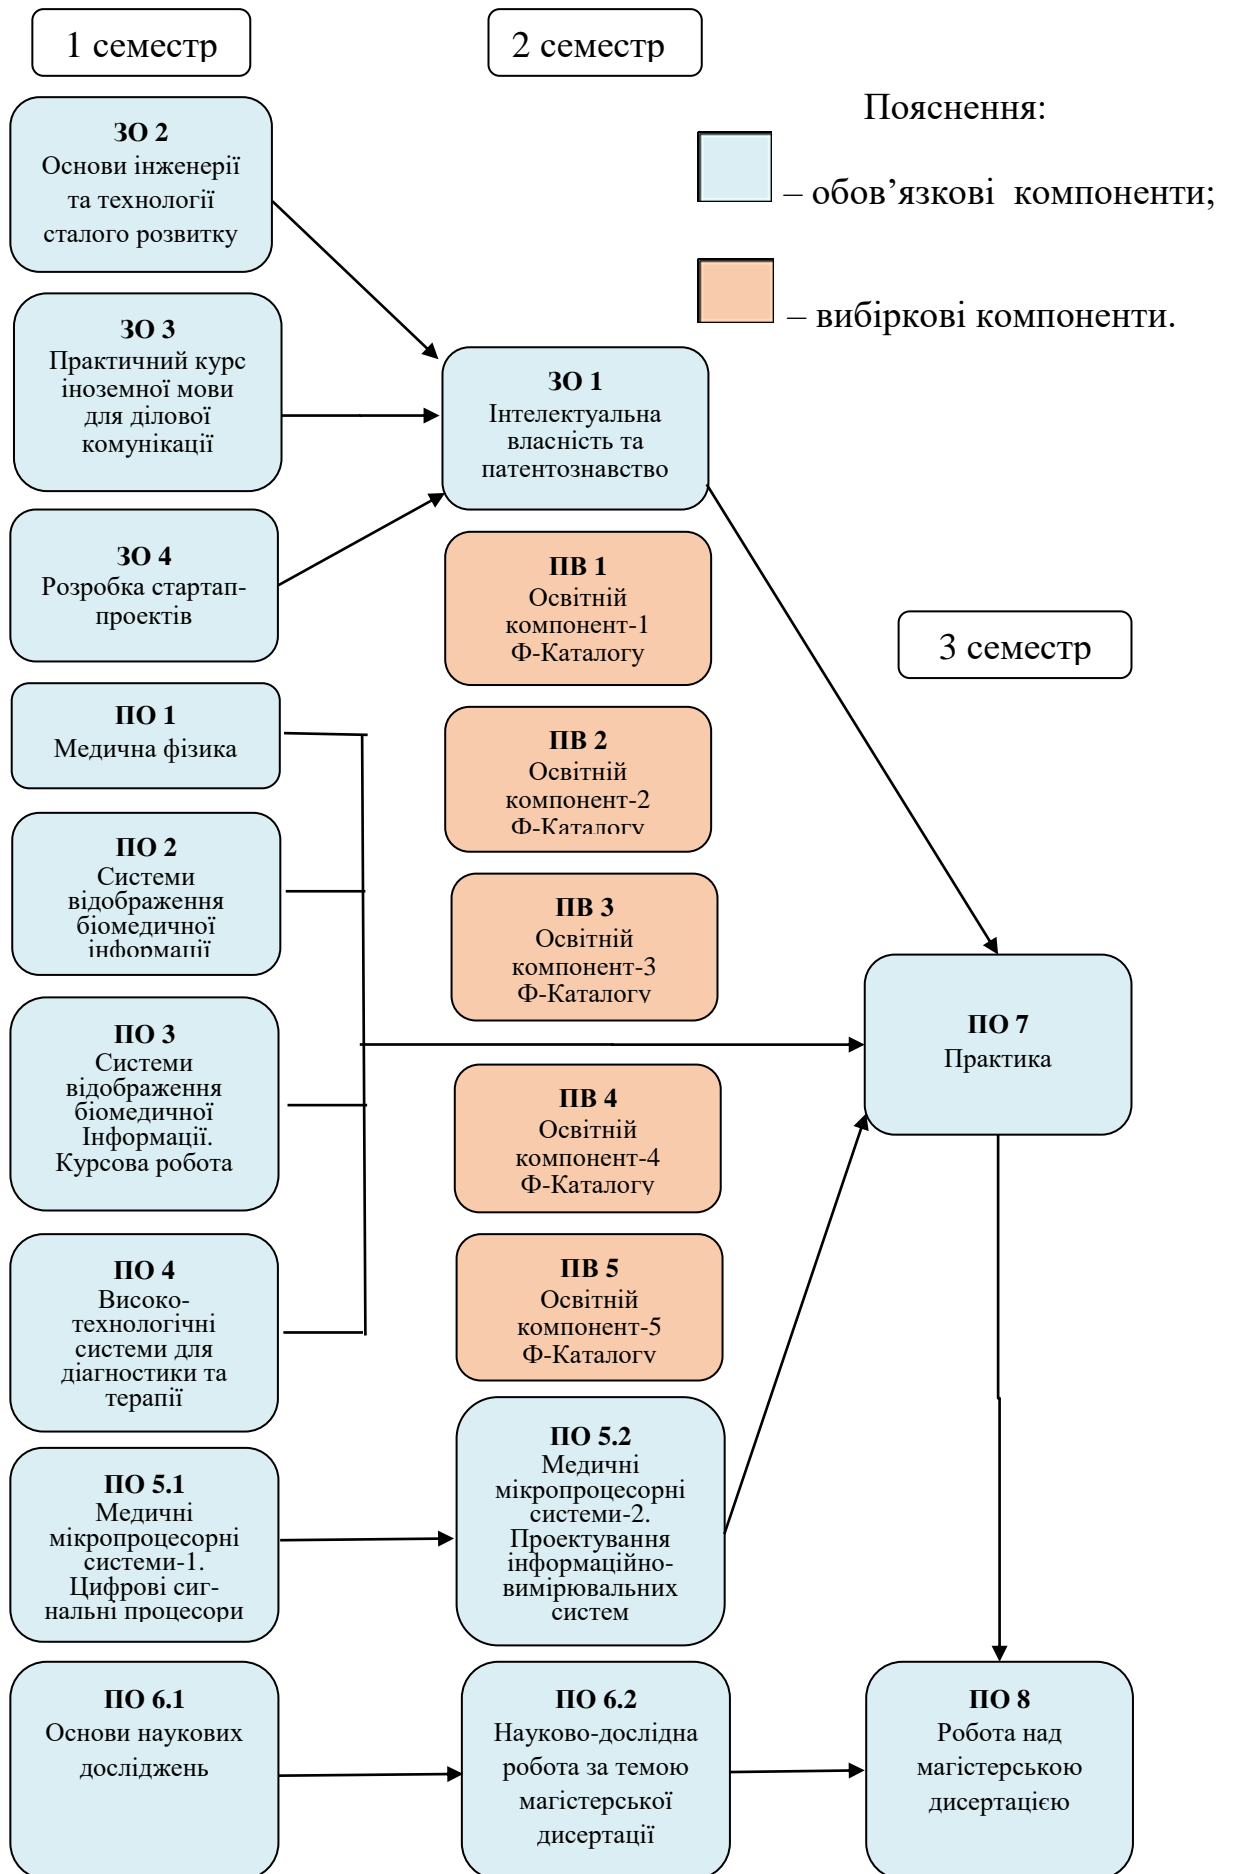 1 семестр
2 семестр
Пояснення:
– обов’язкові компоненти;
– вибіркові компоненти.
ЗО 2
Основи інженерії
та технології
сталого розвитку
ЗО 3
Практичний курс
іноземної мови
для ділової
комунікації
ЗО 4
Розробка стартап-
проектів
ПО 1
Медична фізика
ПО 2
Системи
відображення
біомедичної
інформації
ПО 3
Системи
відображення
біомедичної
Інформації.
Курсова робота
ПО 4
Високо-
технологічні
системи для
діагностики та
терапії
ПО 5.1
Медичні
мікропроцесорні
системи-1.
Цифрові сиг-
нальні процесори
ПО 6.1
Основи наукових
досліджень
ЗО 1
Інтелектуальна
власність та
патентознавство
ПВ 1
Освітній
компонент-1
Ф-Каталогу
ПВ 2
Освітній
компонент-2
Ф-Каталогу
ПВ 3
Освітній
компонент-3
Ф-Каталогу
ПВ 4
Освітній
компонент-4
Ф-Каталогу
ПВ 5
Освітній
компонент-5
Ф-Каталогу
ПО 5.2
Медичні
мікропроцесорні
системи-2.
Проектування
інформаційно-
вимірювальних
систем
ПО 6.2
Науково-дослідна
робота за темою
магістерської
дисертації
3 семестр
ПО 7
Практика
ПО 8
Робота над
магістерською
дисертацією